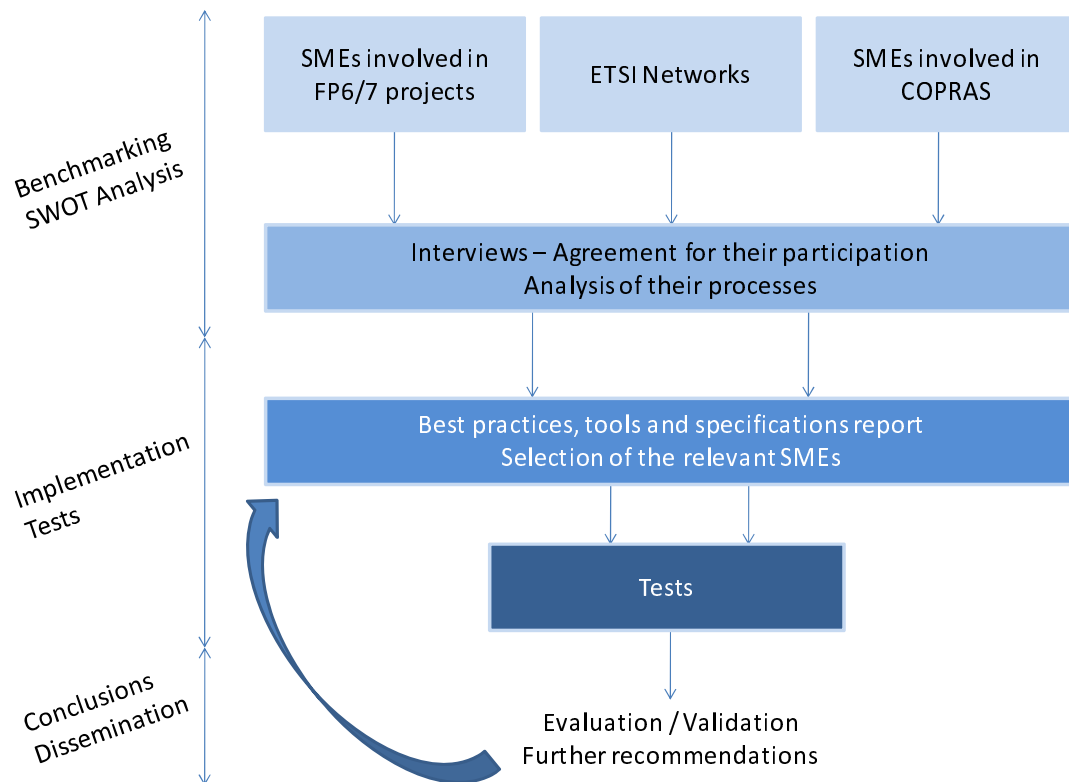 SMEs involved in
FP6/7 projects
ETSI Networks
SMEs involved in
COPRAS
Benchmarking
SWOT Analysis
Interviews – Agreement for their participation
Analysis of their processes
Best practices, tools and specifications report
Selection of the relevant SMEs
Implementation
Tests
Tests
Conclusions
Dissemination
Evaluation / Validation
Further recommendations